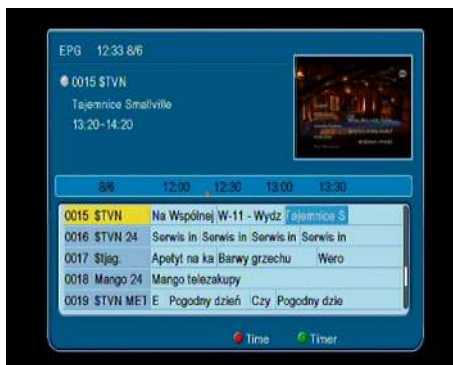 EPG 12:33 8/6
0015 $TVN
Tajemnice Smallville
13:20-14:20
8/6 12:00 12:30 13:00 13:30
0015 $TVN Na Wspólnej W-11 - Wydz Tajemnice S
0016 $TVN 24 Serwis in Serwis in Serwis in Serwis in
0017 $tjag. Apetyt na ka Barwy grzechu Wero
0018 Mango 24 Mango telezakupy
0019 $TVN MET E Pogodny dzień Czy Pogodny dzie
Time Timer